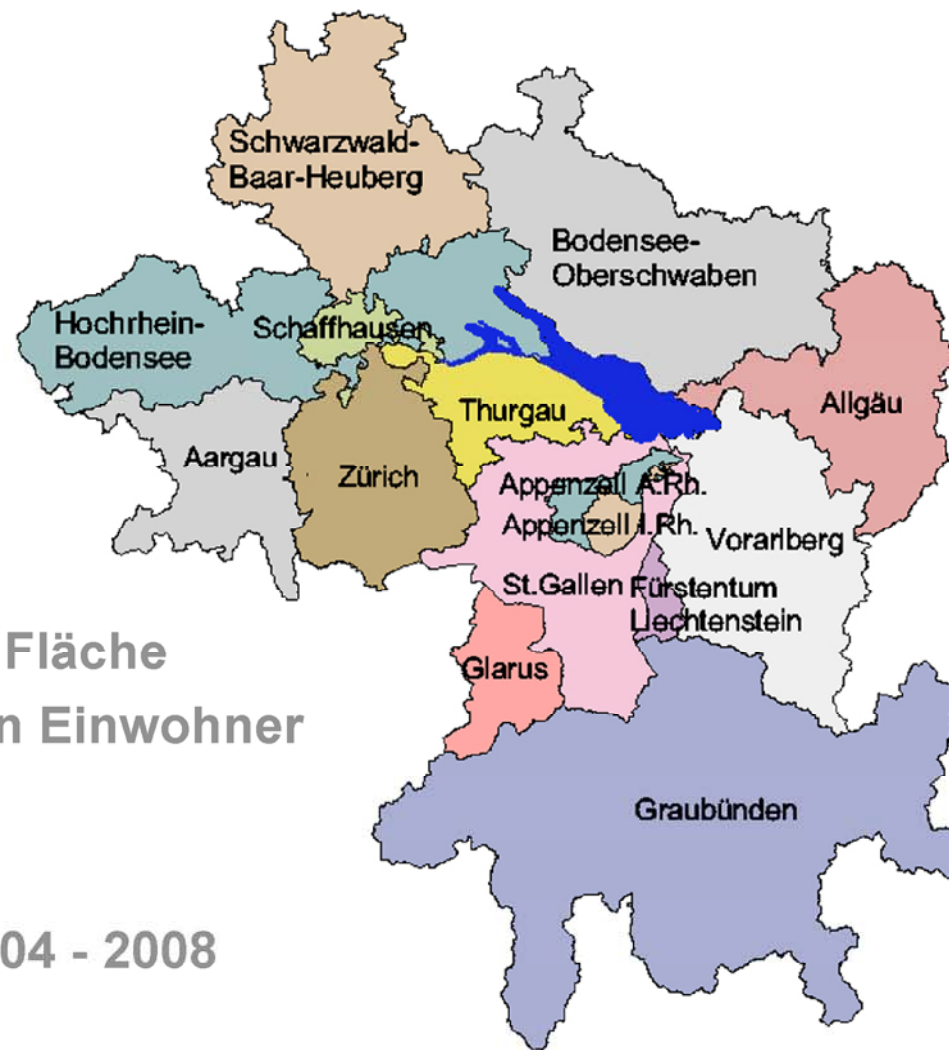 Schwarzwald-
Baar-Heuberg
Bodensee-
Oberschwaben
Hochrhein-
Bodensee
Schaffhausen
Allgäu
Thurgau
Aargau
Zürich
Appenzell A.Rh.
Appenzell I.Rh.
Vorarlberg
St.Gallen
Fürstentum
Liechtenstein
Fläche
Glarus
n Einwohner
Graubünden
04 - 2008